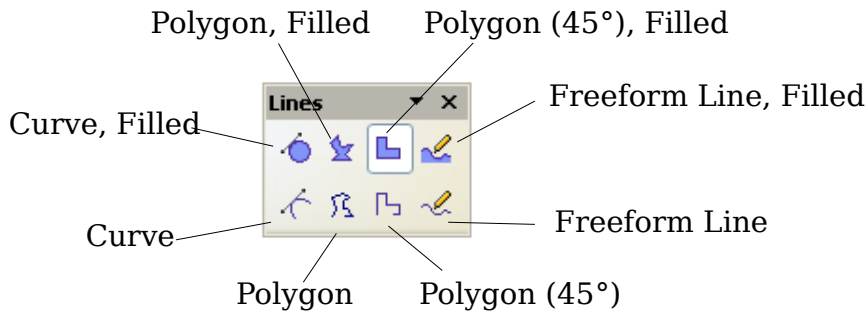 Polygon, Filled Polygon (45°), Filled
Lines
Freeform Line, Filled
Curve, Filled
Curve
Freeform Line
Polygon Polygon (45°)